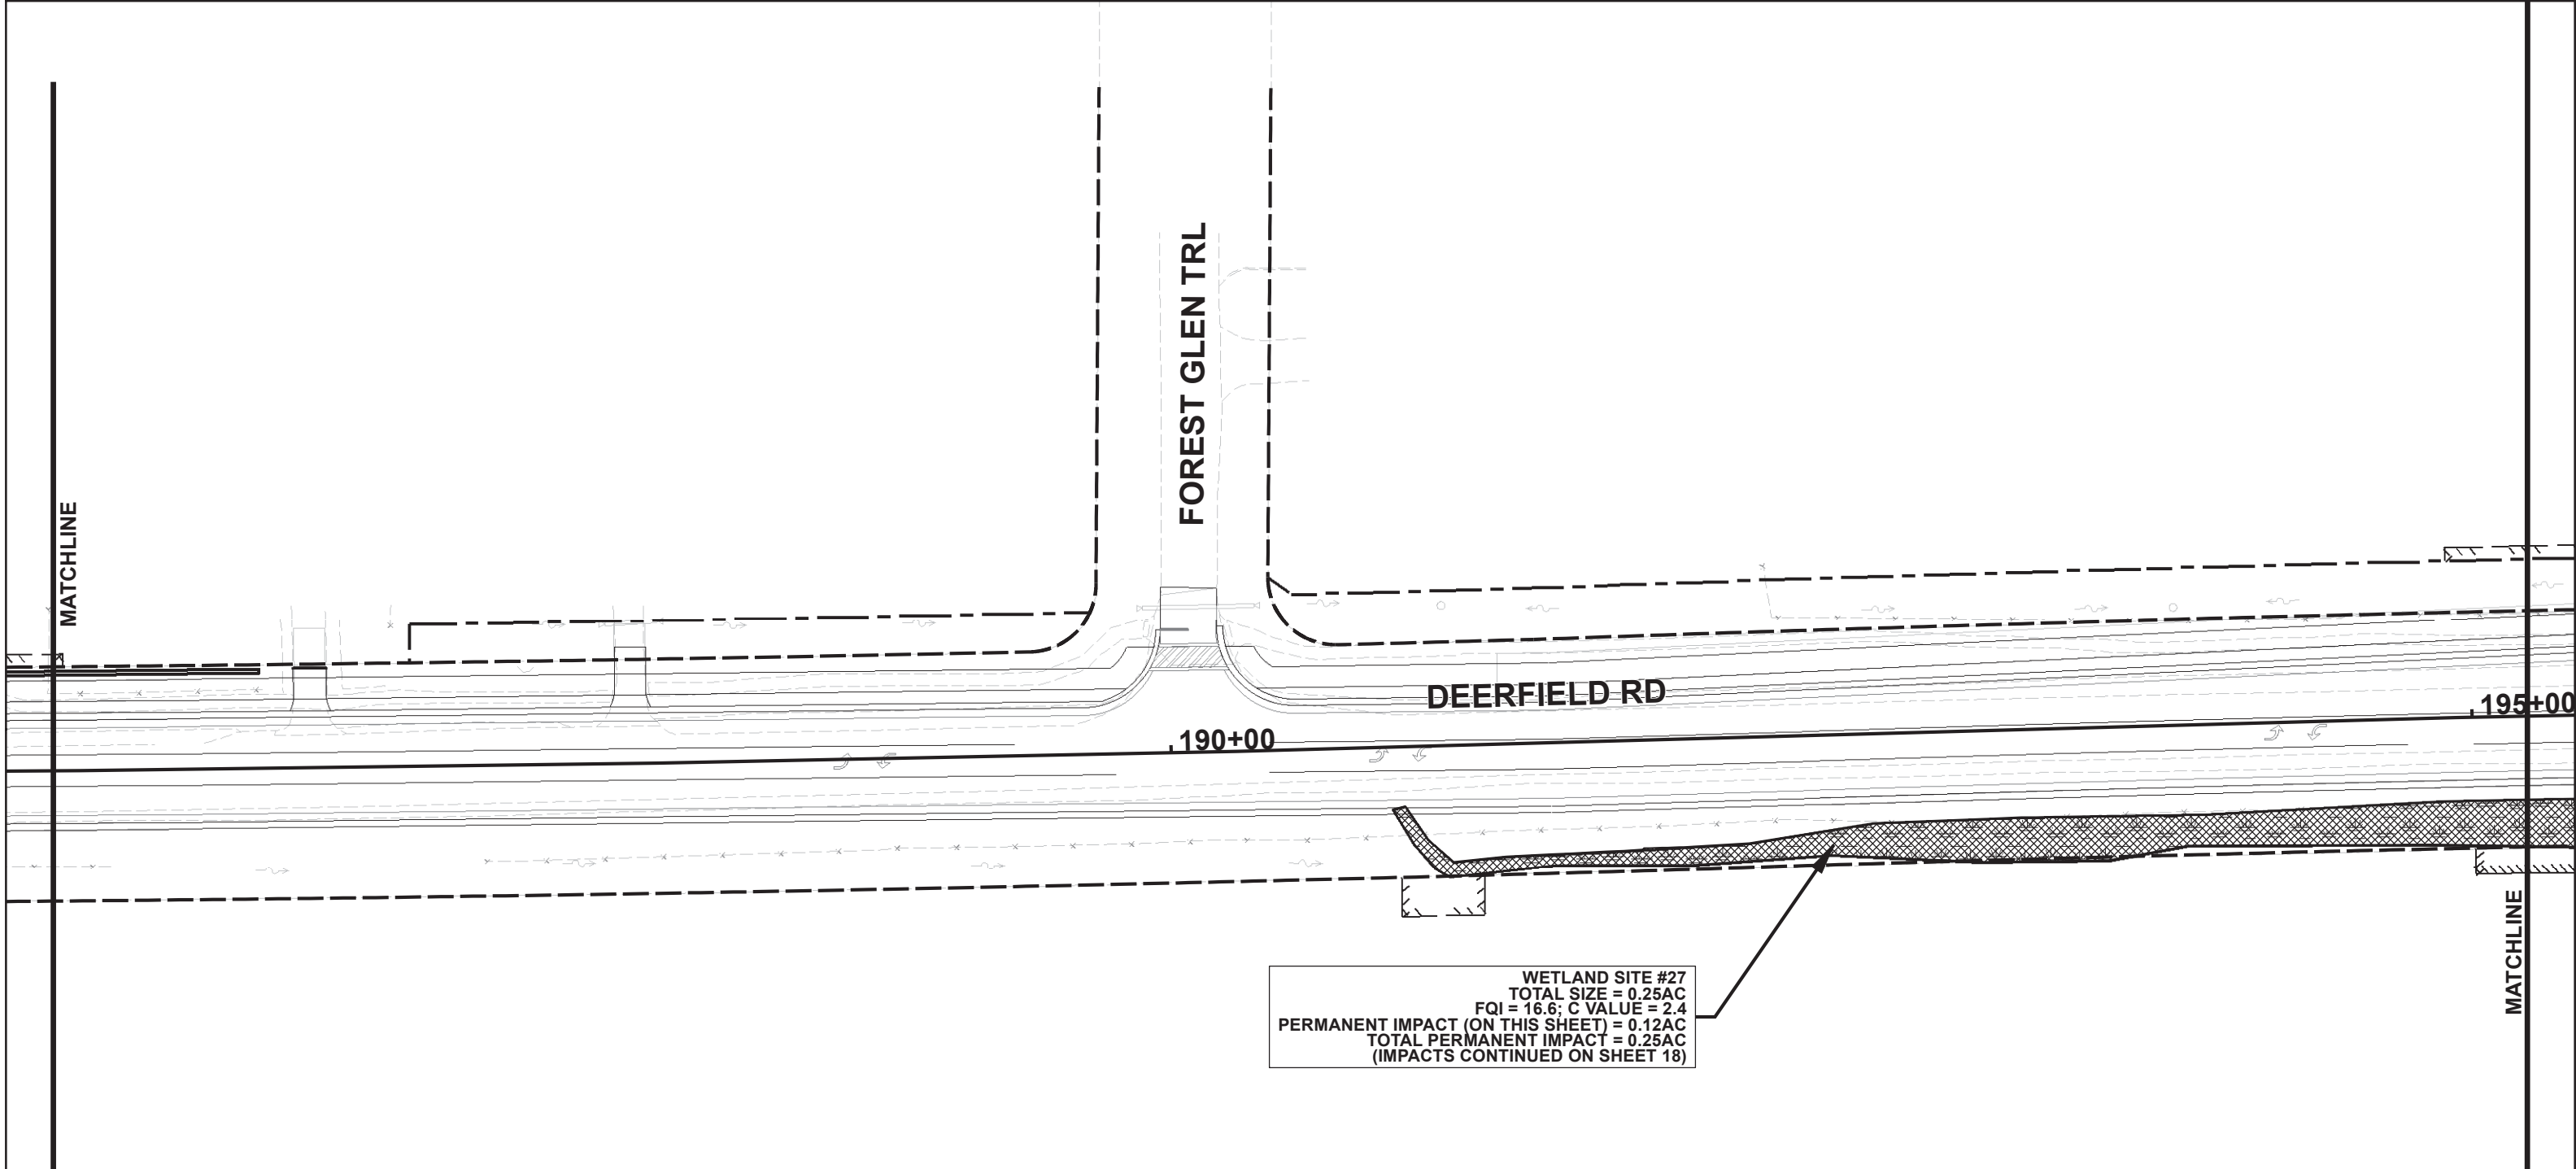 FOREST GLEN TRL
MATCHLINE
DEERFIELD RD
195+00
190+00
MATCHLINE
WETLAND SITE #27
TOTAL SIZE = 0.25AC
FQI = 16.6; C VALUE = 2.4
PERMANENT IMPACT (ON THIS SHEET) = 0.12AC
TOTAL PERMANENT IMPACT = 0.25AC
(IMPACTS CONTINUED ON SHEET 18)